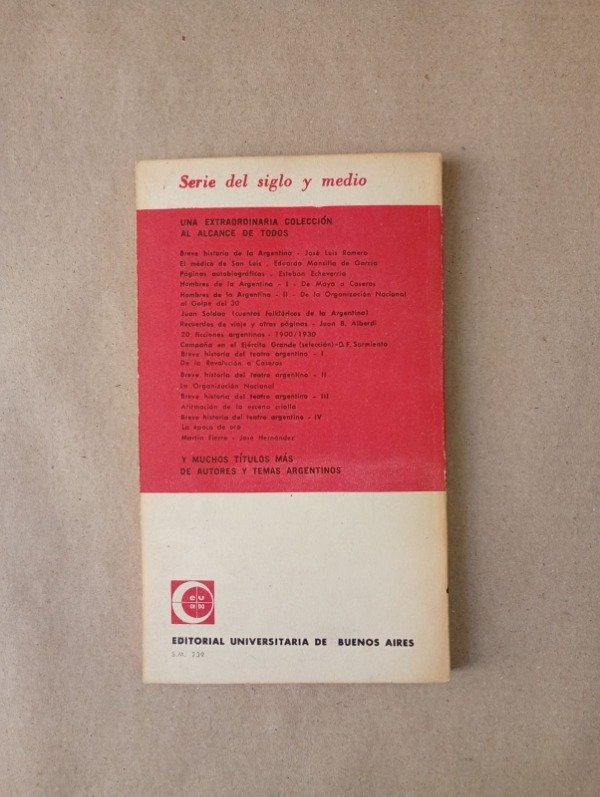 Serie del siglo y medio
UNA EXTRAORDINARIA COLECCIÓN
AL ALCANCE DE TODOS
Breve historia de la Argentina - José Luis Romero
El médico de San Luis . Eduarda Mansilla de García
Páginas autobiográficas . Esteban Echeverría
Hombres de la Argentina - I - De Mayo a Caseros
Hombres de la Argentina - II - De la Organización Nacional
al Golpe del 30
Juan Soldao (cuentos folklóricos de la Argentina)
Recuerdos de viaje y otras páginas - Juan B. Alberdi
20 ficciones argentinas - 1900/1930
Campaña en el Ejército Grande (selección)-D.F. Sarmiento
Breve historia del teatro argentino - I
De la Revolución a Caseros
Breve historia del teatro argentino - II
La Organización Nacional
Breve historia del teatro argentino - III
Afirmación de la escena criolla
Breve historia del teatro argentino - IV
La época de oro
Martín Fierro - José Hernández
Y MUCHOS TÍTULOS MÁS
DE AUTORES Y TEMAS ARGENTINOS
eu
EDITORIAL UNIVERSITARIA DE BUENOS AIRES
S.M. 239